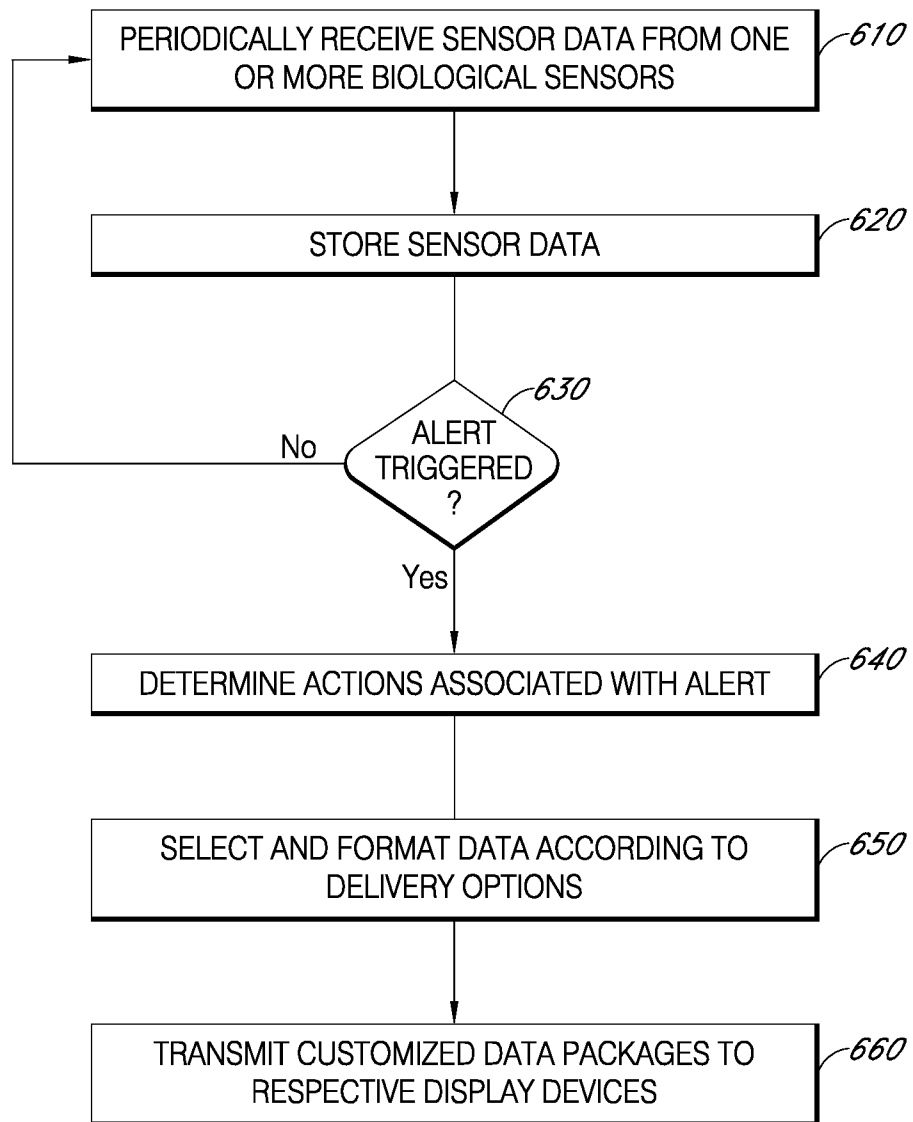 PERIODICALLY RECEIVE SENSOR DATA FROM ONE
OR MORE BIOLOGICAL SENSORS
610
STORE SENSOR DATA
620
630
ALERT
TRIGGERED
?
No
Yes
DETERMINE ACTIONS ASSOCIATED WITH ALERT
640
SELECT AND FORMAT DATA ACCORDING TO
DELIVERY OPTIONS
650
TRANSMIT CUSTOMIZED DATA PACKAGES TO
RESPECTIVE DISPLAY DEVICES
660